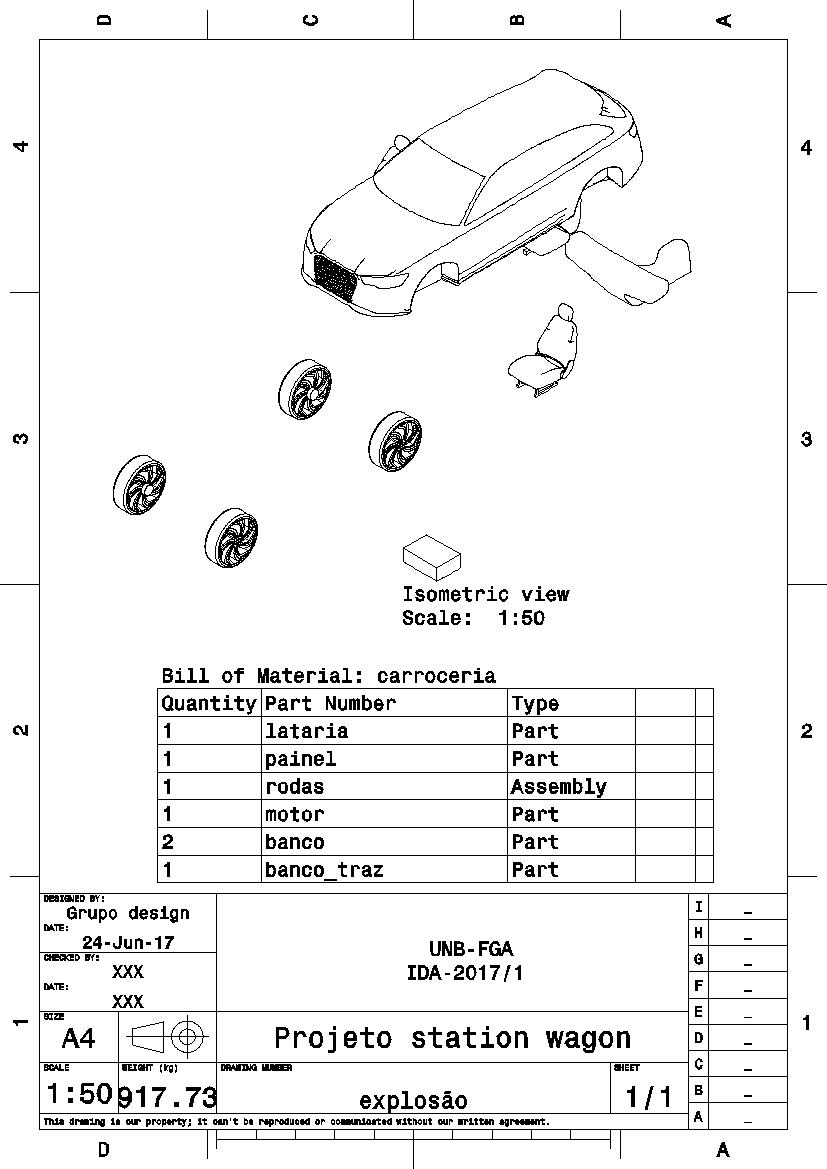 D C B A
4 4
3 3
Isometric view
Scale: 1:50
Bill of Material: carroceria
Quantity Part Number Type
1 lataria Part
2 2
1 painel Part
1 rodas Assembly
1 motor Part
2 banco Part
1 banco_traz Part
DESIGNED BY:
Grupo design
DATE:
24-Jun-17
CHECKED BY:
XXX
DATE:
XXX
UNB-FGA
IDA-2017/1
I _
H _
G _
F _
E _
D _
C _
B _
A _
1 1
SIZE
A4
Projeto station wagon
SCALE
1:50
WEIGHT (kg)
917.73
DRAWING NUMBER
explosão
SHEET
1/1
This drawing is our property; it can't be reproduced or communicated without our written agreement.
D A